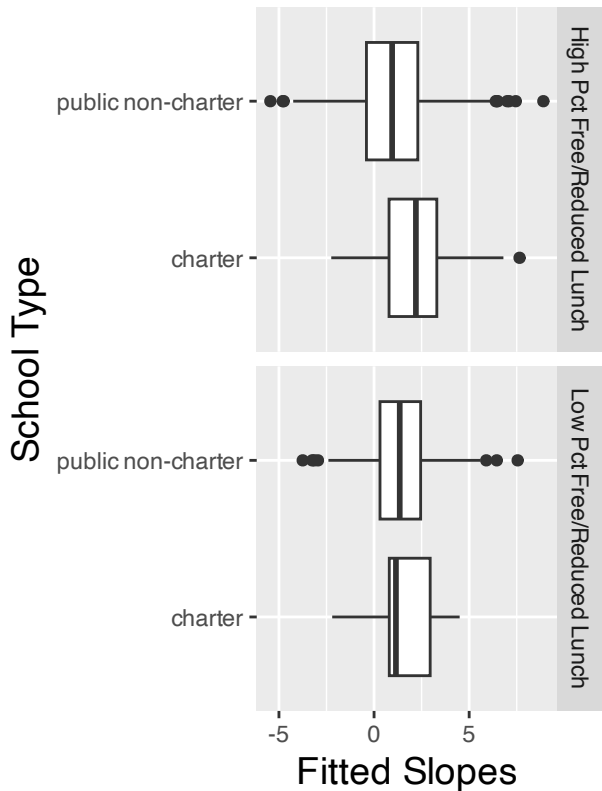 School Type
public non-charter
charter
High Pct Free/Reduced Lunch
public non-charter
charter
Low Pct Free/Reduced Lunch
-5 0 5
Fitted Slopes